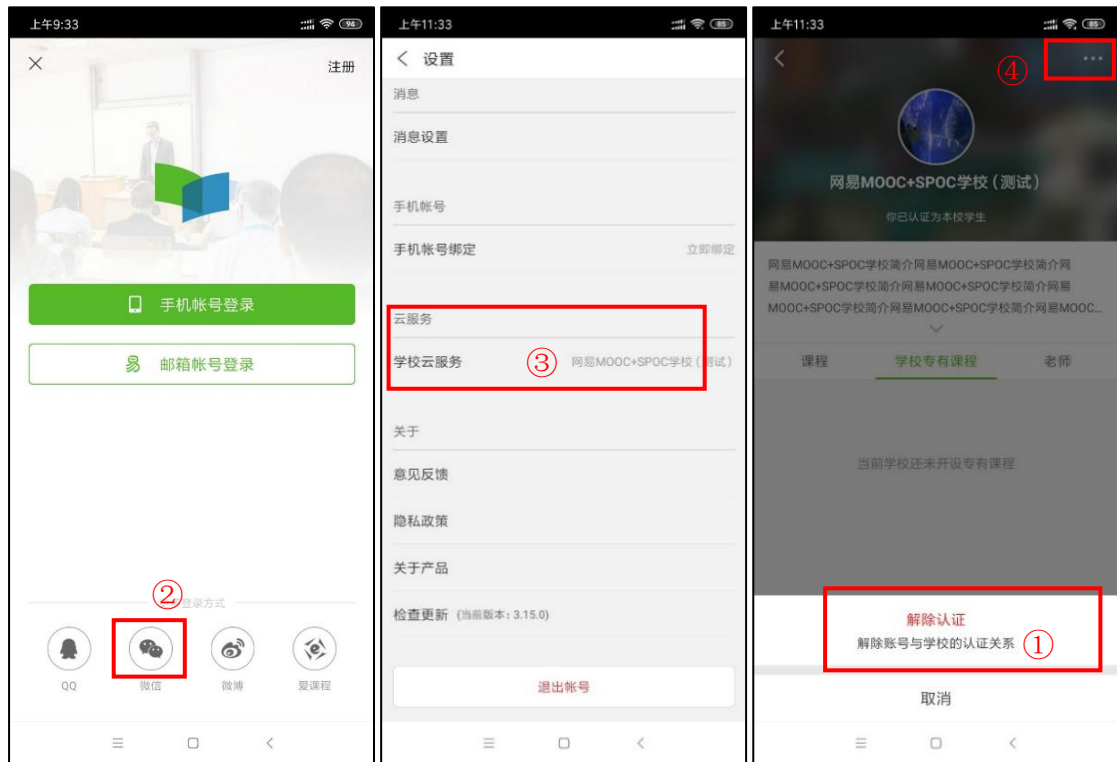 上午9:33
94
注册
手机帐号登录
邮箱帐号登录
②
登录方式
QQ
微信
微博
爱课程
上午11:33
85
设置
消息
消息设置
手机帐号
手机帐号绑定 立即绑定
云服务
学校云服务 ③ 网易MOOC+SPOC学校(测试)
关于
意见反馈
隐私政策
关于产品
检查更新 (当前版本: 3.15.0)
退出帐号
上午11:33
85
④
网易MOOC+SPOC学校(测试)
你已认证为本校学生
网易MOOC+SPOC学校简介网易MOOC+SPOC学校简介网
易MOOC+SPOC学校简介网易MOOC+SPOC学校简介网易
MOOC+SPOC学校简介网易MOOC+SPOC学校简介网易MOOC...
课程 学校专有课程 老师
当前学校还未开设专有课程
解除认证
解除账号与学校的认证关系 ①
取消